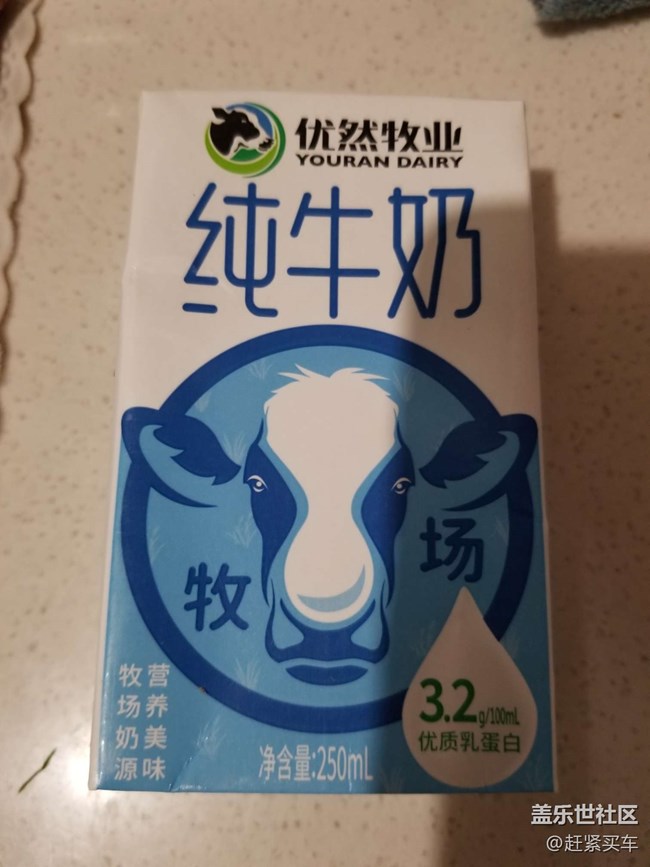 优然牧业
YOURAN DAIRY
纯牛奶
牧场
3.2g/100mL
优质乳蛋白
牧场奶源
营养美味
净含量:250mL
盖乐世社区
@赶紧买车